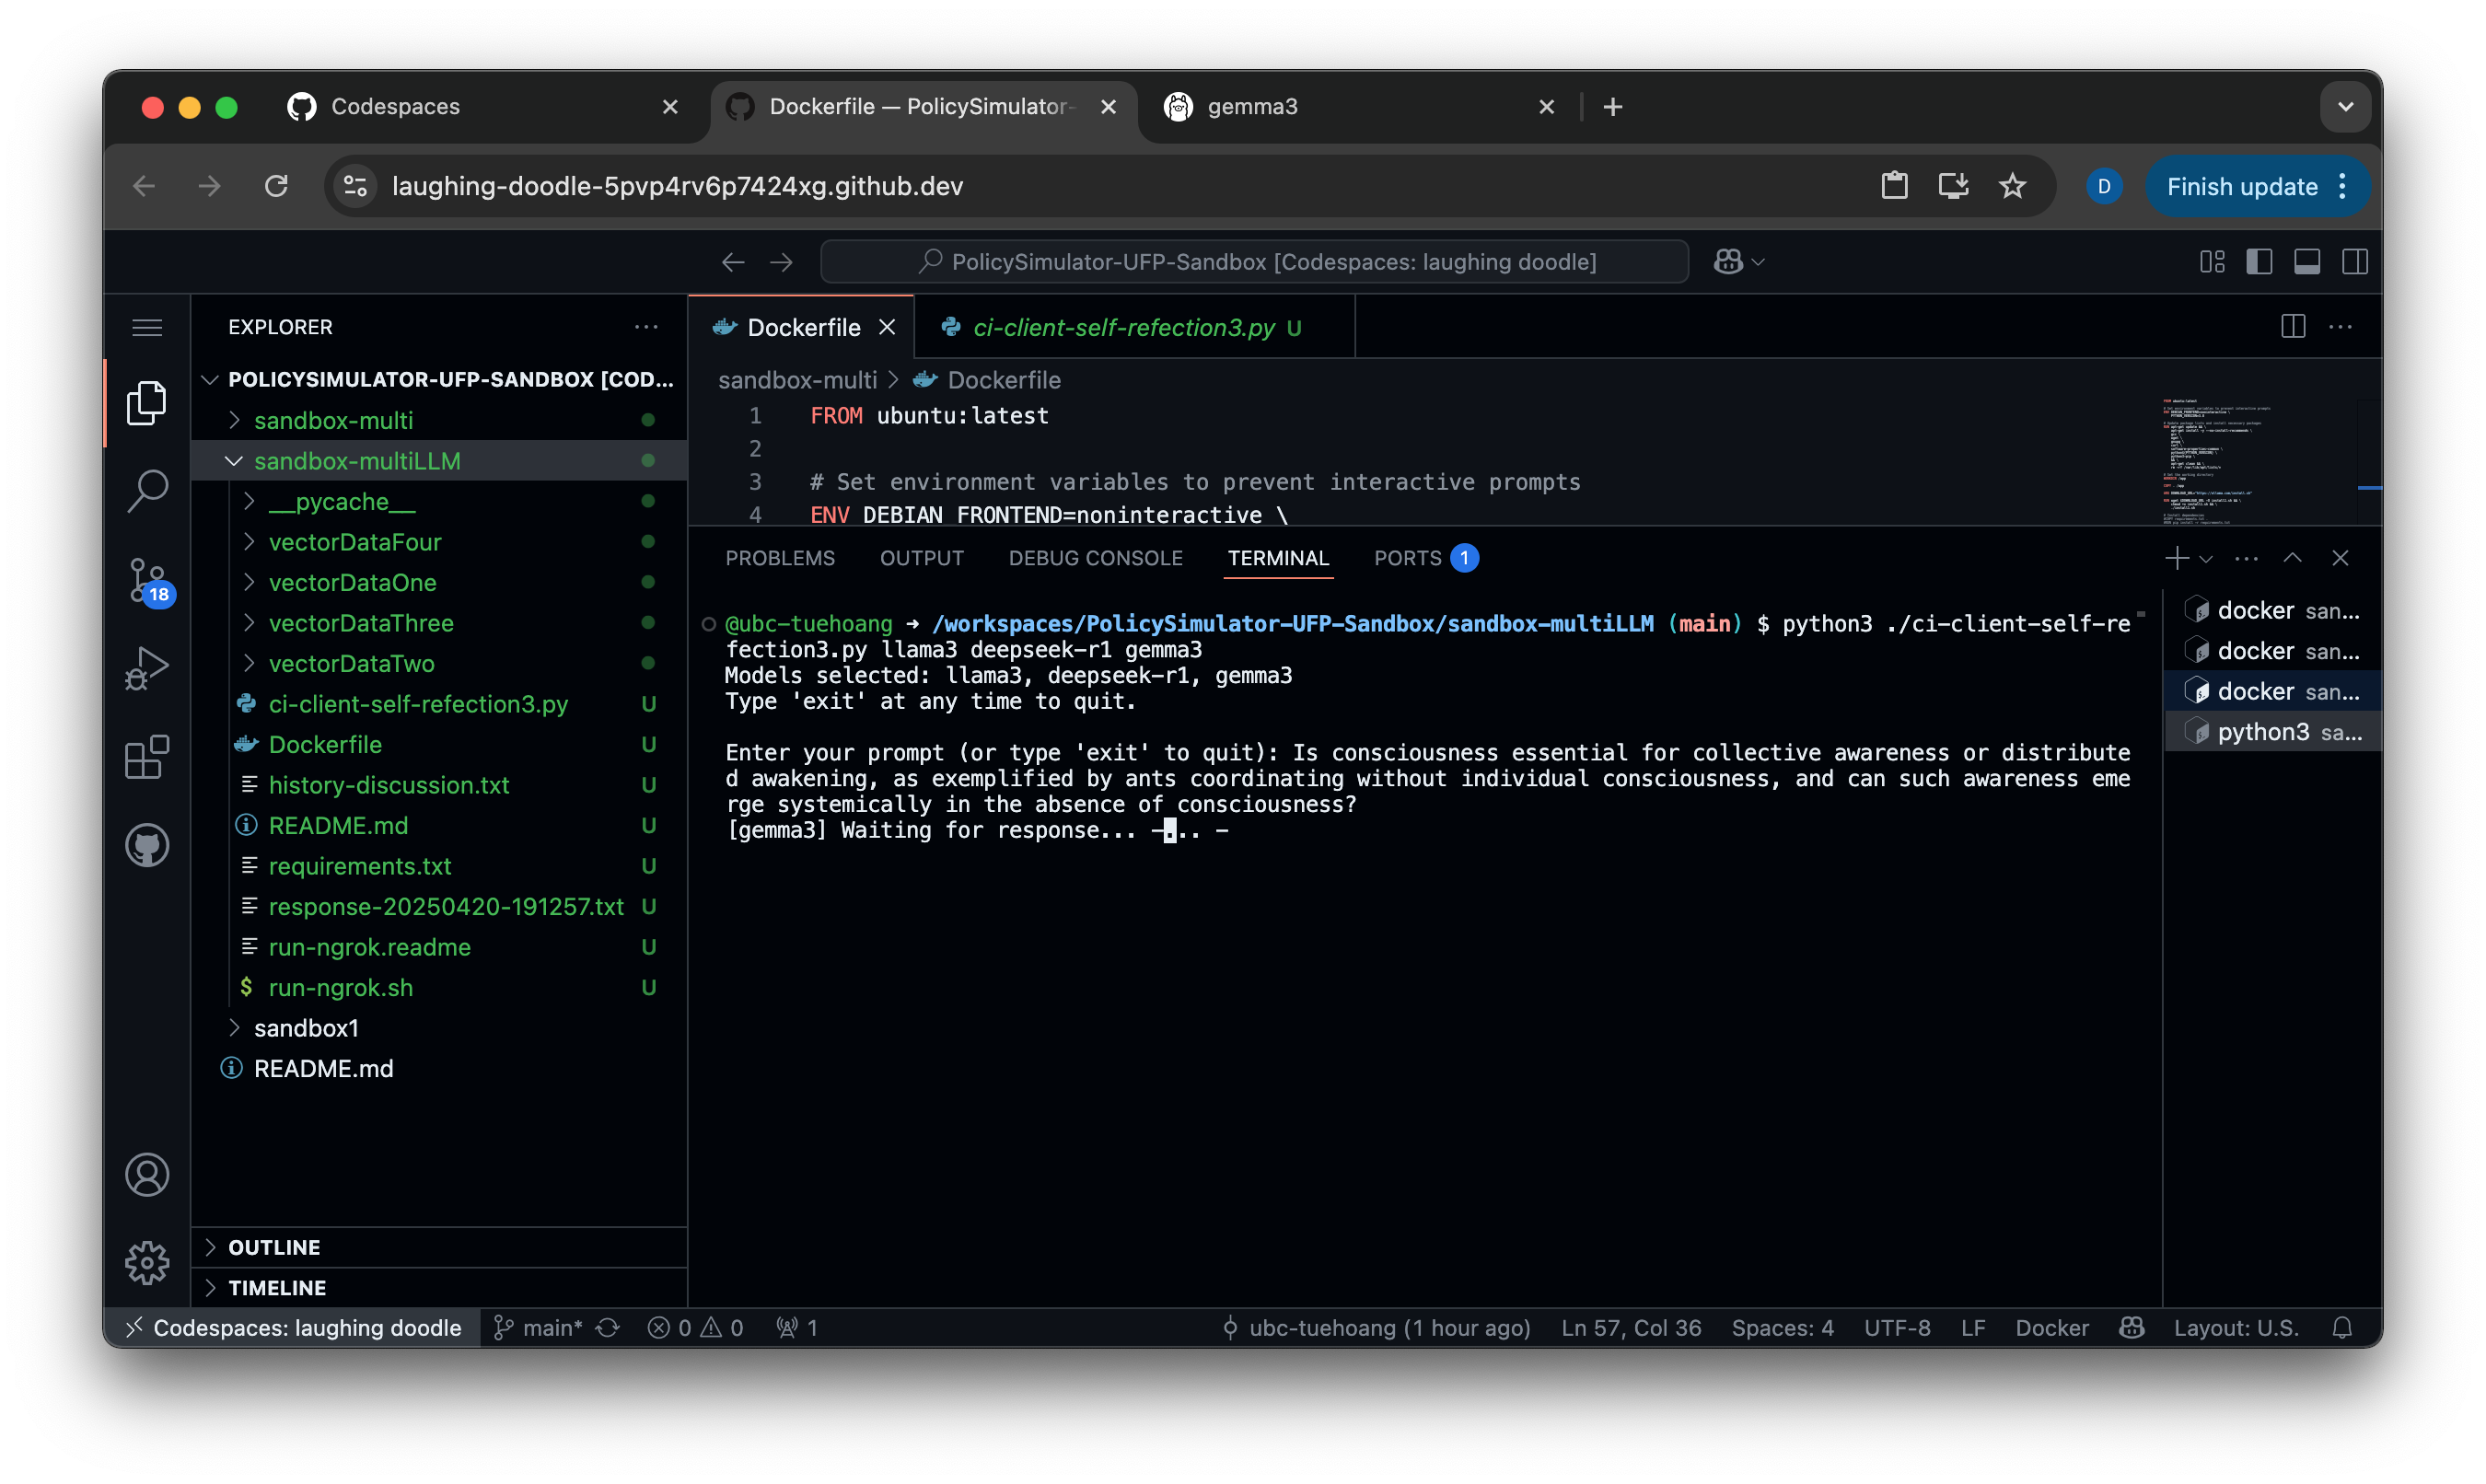 Codespaces
Dockerfile — PolicySimulator-
gemma3
laughing-doodle-5pvp4rv6p7424xg.github.dev
D
Finish update
PolicySimulator-UFP-Sandbox [Codespaces: laughing doodle]
EXPLORER
POLICYSIMULATOR-UFP-SANDBOX [COD...
sandbox-multi
sandbox-multiLLM
__pycache__
vectorDataFour
vectorDataOne
vectorDataThree
vectorDataTwo
ci-client-self-refection3.py U
Dockerfile U
history-discussion.txt U
README.md U
requirements.txt U
response-20250420-191257.txt U
run-ngrok.readme U
$ run-ngrok.sh U
sandbox1
README.md
OUTLINE
TIMELINE
18
Dockerfile
ci-client-self-refection3.py U
sandbox-multi > Dockerfile
1 FROM ubuntu:latest
2
3 # Set environment variables to prevent interactive prompts
4 ENV DEBIAN_FRONTEND=noninteractive \
PROBLEMS OUTPUT DEBUG CONSOLE TERMINAL PORTS 1
@ubc-tuehoang → /workspaces/PolicySimulator-UFP-Sandbox/sandbox-multiLLM (main) $ python3 ./ci-client-self-re
fection3.py llama3 deepseek-r1 gemma3
Models selected: llama3, deepseek-r1, gemma3
Type 'exit' at any time to quit.
Enter your prompt (or type 'exit' to quit): Is consciousness essential for collective awareness or distribute
d awakening, as exemplified by ants coordinating without individual consciousness, and can such awareness eme
rge systemically in the absence of consciousness?
[gemma3] Waiting for response... -... -
docker san...
docker san...
docker san...
python3 sa...
Codespaces: laughing doodle
main*
0
0
1
ubc-tuehoang (1 hour ago)
Ln 57, Col 36
Spaces: 4
UTF-8
LF
Docker
Layout: U.S.